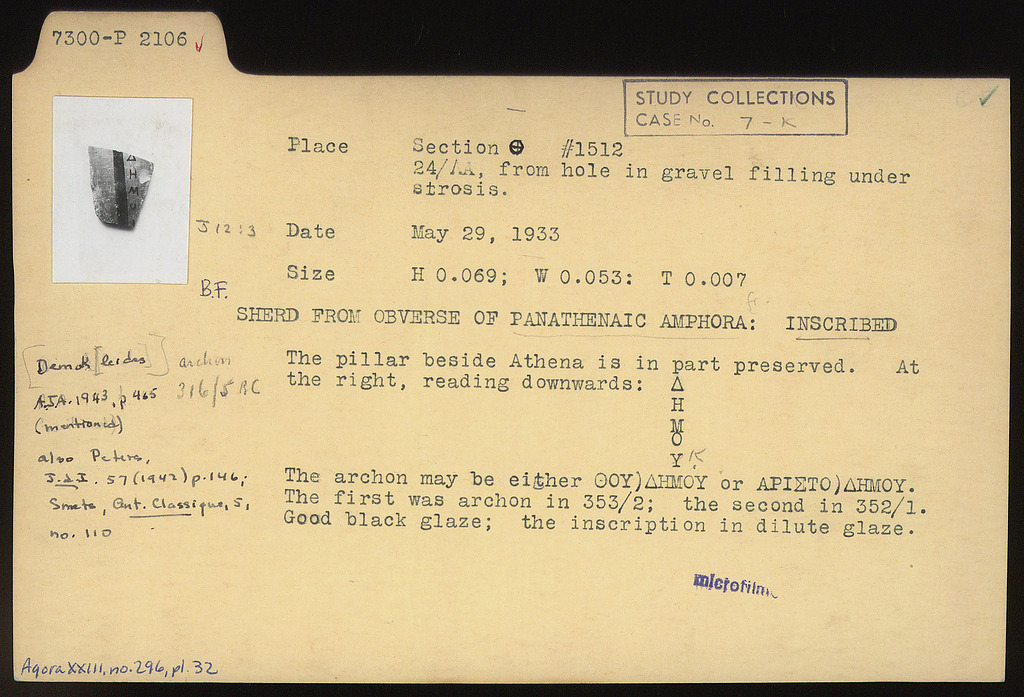 7300-P 2106 ✓
STUDY COLLECTIONS
CASE No. 7-K
Δ
H
M
Place Section #1512
24/ΛΑ, from hole in gravel filling under
strosis.
J 12:3
Date May 29, 1933
Size H 0.069; W 0.053: T 0.007
B.F.
fr.
SHERD FROM OBVERSE OF PANATHENAIC AMPHORA: INSCRIBED
The pillar beside Athena is in part preserved. At
the right, reading downwards: Δ
H
M
O
Y K
[Demok[leides] archon
316/5 BC
A.J.A. 1943, p 465
(mentioned)
also Peters,
J.d.I. 57 (1942) p. 146;
Smets, Ant. Classique, 5,
no. 110
The archon may be either ΘΟΥ)ΔΗΜΟΥ or ΑΡΙΣΤΟ)ΔΗΜΟΥ.
The first was archon in 353/2; the second in 352/1.
Good black glaze; the inscription in dilute glaze.
microfilm
Agora XXIII, no. 296, pl. 32